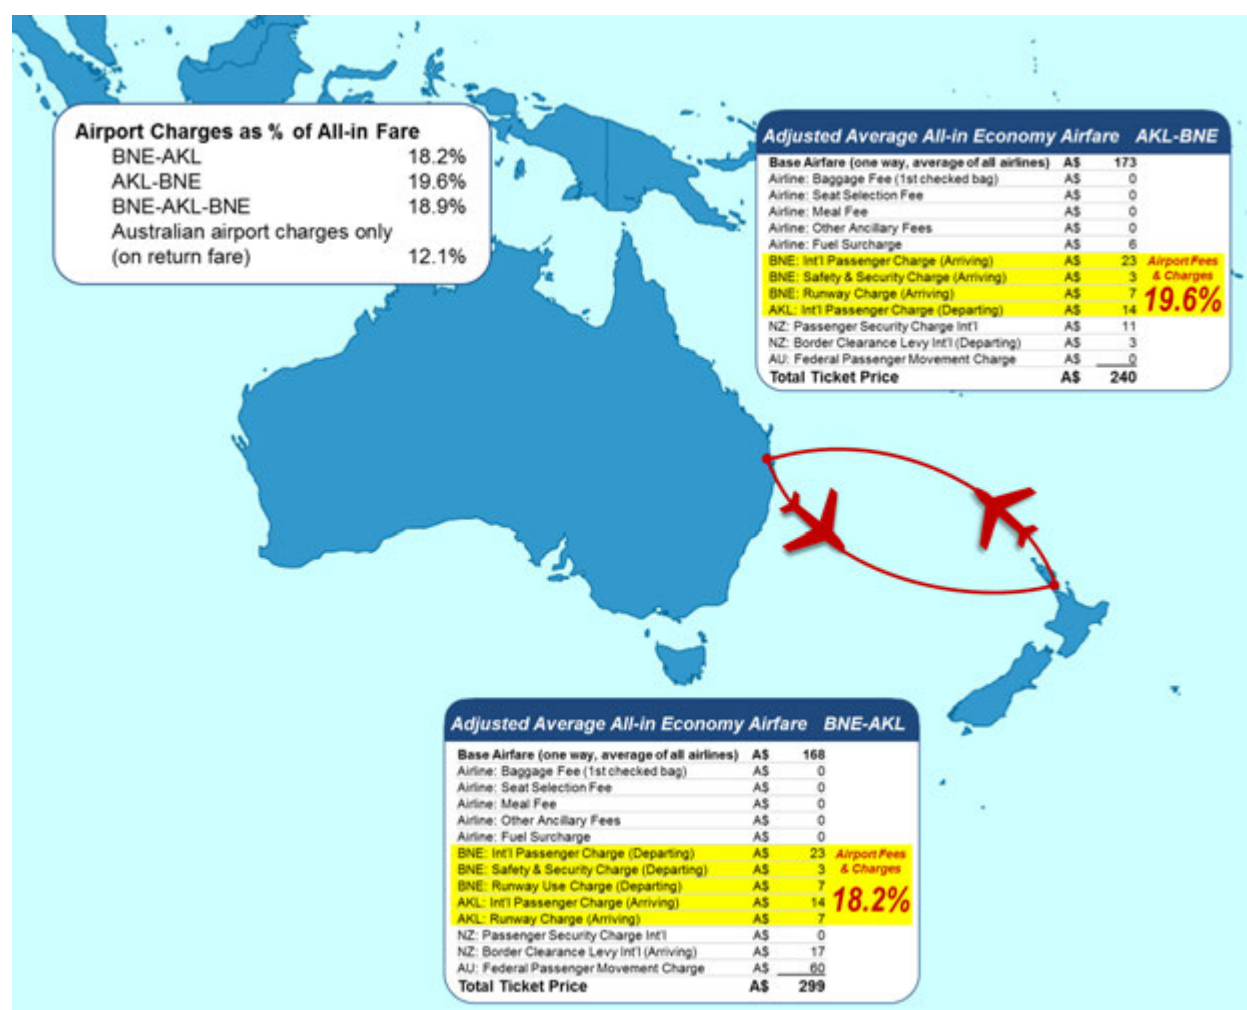 Airport Charges as % of All-in Fare
BNE-AKL 18.2%
AKL-BNE 19.6%
BNE-AKL-BNE 18.9%
Australian airport charges only
(on return fare) 12.1%
Adjusted Average All-in Economy Airfare AKL-BNE
Base Airfare (one way, average of all airlines) A$ 173
Airline: Baggage Fee (1st checked bag) A$ 0
Airline: Seat Selection Fee A$ 0
Airline: Meal Fee A$ 0
Airline: Other Ancillary Fees A$ 0
Airline: Fuel Surcharge A$ 6
BNE: Int'l Passenger Charge (Arriving) A$ 23 Airport Fees
BNE: Safety & Security Charge (Arriving) A$ 3 & Charges
BNE: Runway Charge (Arriving) A$ 7 19.6%
AKL: Int'l Passenger Charge (Departing) A$ 14
NZ: Passenger Security Charge Int'l A$ 11
NZ: Border Clearance Levy Int'l (Departing) A$ 3
AU: Federal Passenger Movement Charge A$ 0
Total Ticket Price A$ 240
Adjusted Average All-in Economy Airfare BNE-AKL
Base Airfare (one way, average of all airlines) A$ 168
Airline: Baggage Fee (1st checked bag) A$ 0
Airline: Seat Selection Fee A$ 0
Airline: Meal Fee A$ 0
Airline: Other Ancillary Fees A$ 0
Airline: Fuel Surcharge A$ 0
BNE: Int'l Passenger Charge (Departing) A$ 23 Airport Fees
BNE: Safety & Security Charge (Departing) A$ 3 & Charges
BNE: Runway Use Charge (Departing) A$ 7 18.2%
AKL: Int'l Passenger Charge (Arriving) A$ 14
AKL: Runway Charge (Arriving) A$ 7
NZ: Passenger Security Charge Int'l A$ 0
NZ: Border Clearance Levy Int'l (Arriving) A$ 17
AU: Federal Passenger Movement Charge A$ 60
Total Ticket Price A$ 299